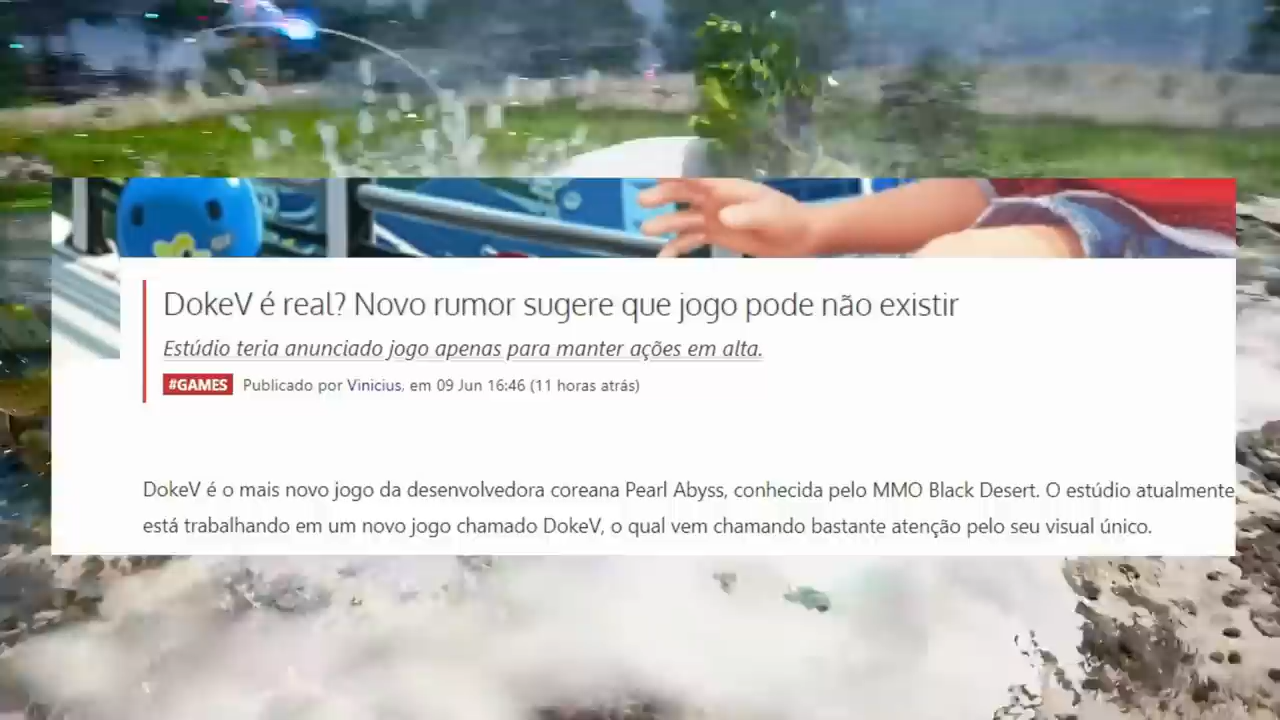 DokeV é real? Novo rumor sugere que jogo pode não existir
Estúdio teria anunciado jogo apenas para manter ações em alta.
#GAMES Publicado por Vinicius, em 09 Jun 16:46 (11 horas atrás)
DokeV é o mais novo jogo da desenvolvedora coreana Pearl Abyss, conhecida pelo MMO Black Desert. O estúdio atualmente
está trabalhando em um novo jogo chamado DokeV, o qual vem chamando bastante atenção pelo seu visual único.